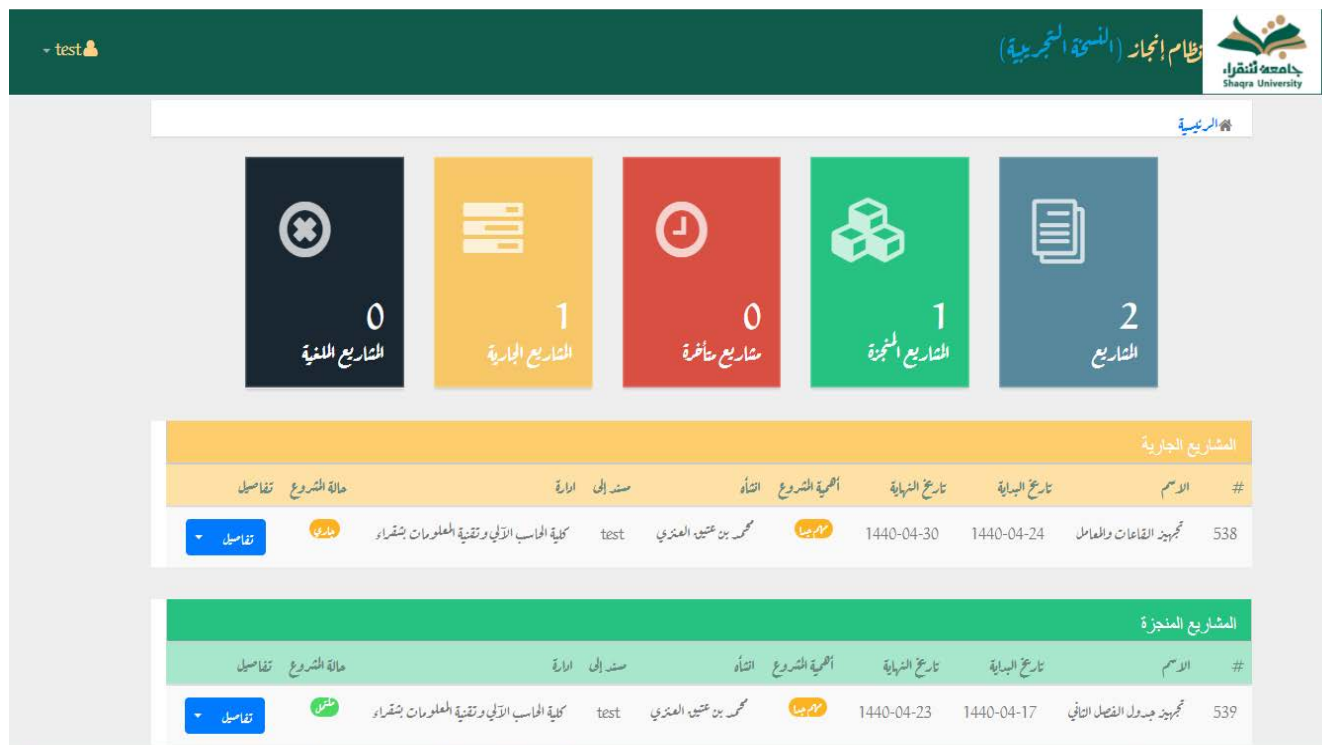 نظام إنجاز (النسخة التجريبية)
test
جامعة شقراء
Shaqra University
الرئيسية
2
المشاريع
1
المشاريع المنجزة
0
مشاريع متأخرة
1
المشاريع الجارية
0
المشاريع الملغية
المشاريع الجارية
# الاسم تاريخ البداية تاريخ النهاية أهمية المشروع انشأه مسند إلى ادارة حالة المشروع تفاصيل
538 تجهيز القاعات والمعامل 1440-04-24 1440-04-30 مهم جدا محمد بن عتيق العنزي test كلية الحاسب الآلي وتقنية المعلومات بشقراء جاري تفاصيل
المشاريع المنجزة
# الاسم تاريخ البداية تاريخ النهاية أهمية المشروع انشأه مسند إلى ادارة حالة المشروع تفاصيل
539 تجهيز جدول الفصل الثاني 1440-04-17 1440-04-23 مهم جدا محمد بن عتيق العنزي test كلية الحاسب الآلي وتقنية المعلومات بشقراء مكتمل تفاصيل